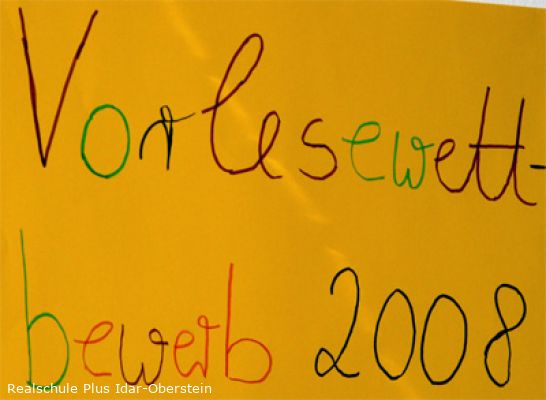 Vorlesewett-
bewerb 2008
Realschule Plus Idar-Oberstein